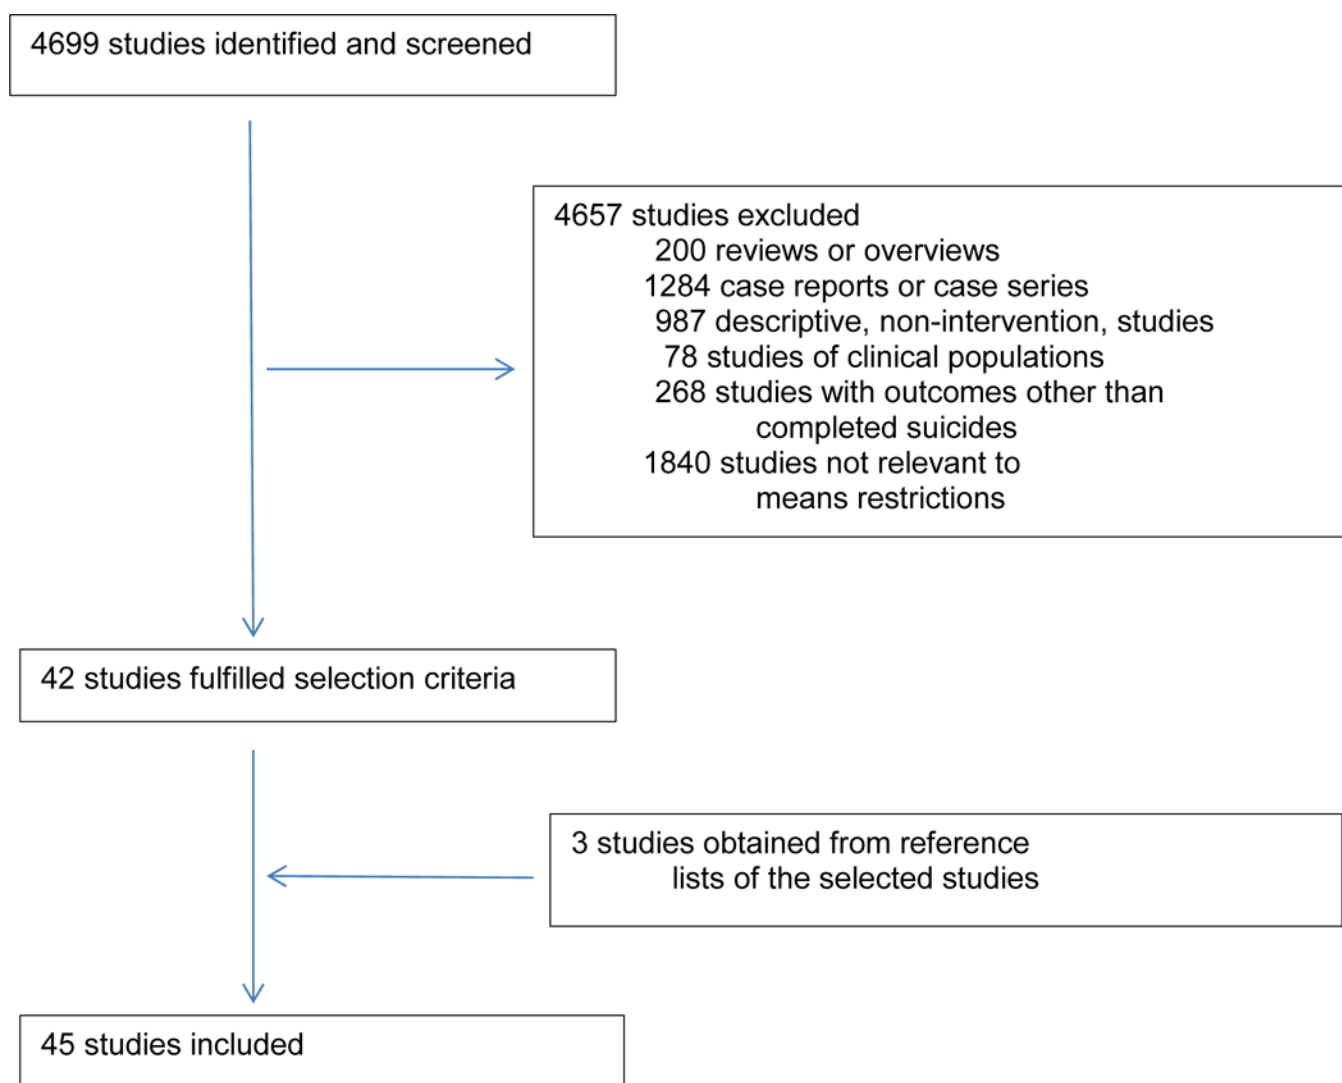 4699 studies identified and screened
4657 studies excluded
200 reviews or overviews
1284 case reports or case series
987 descriptive, non-intervention, studies
78 studies of clinical populations
268 studies with outcomes other than
completed suicides
1840 studies not relevant to
means restrictions
42 studies fulfilled selection criteria
3 studies obtained from reference
lists of the selected studies
45 studies included